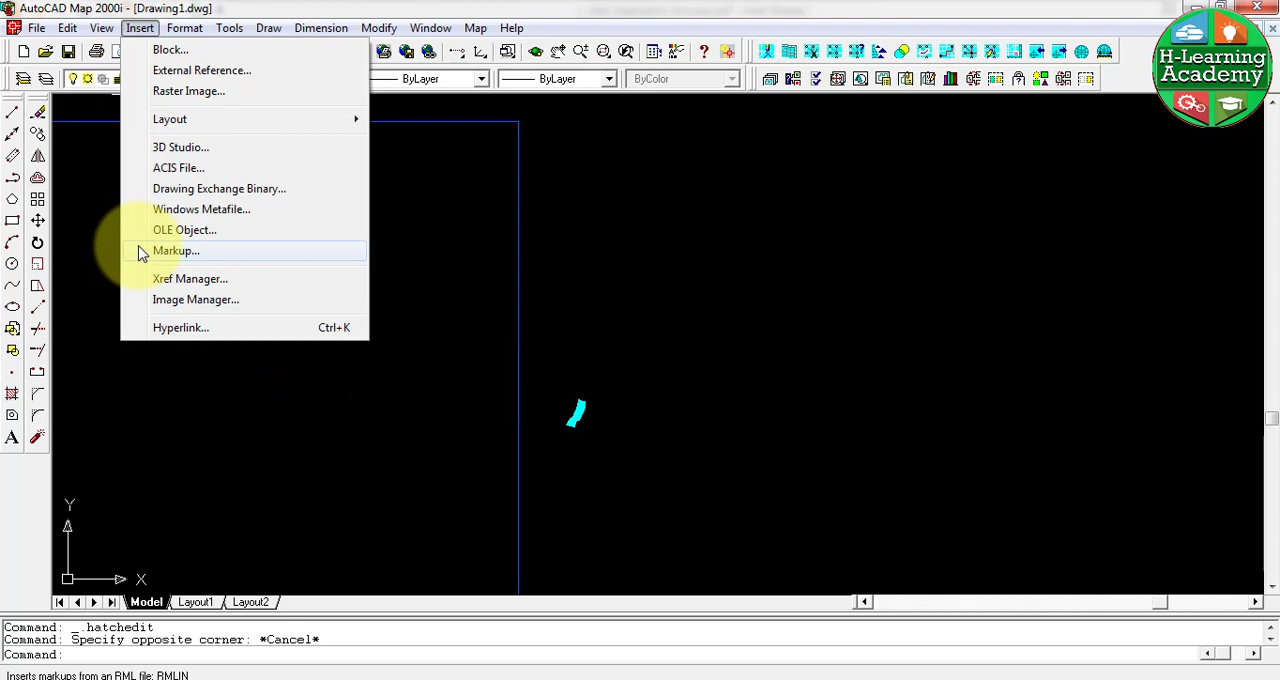 AutoCAD Map 2000i - [Drawing1.dwg]
File Edit View Insert Format Tools Draw Dimension Modify Window Map Help
H-Learning
Academy
ByLayer ByLayer ByColor
Block...
External Reference...
Raster Image...
Layout
3D Studio...
ACIS File...
Drawing Exchange Binary...
Windows Metafile...
OLE Object...
Markup...
Xref Manager...
Image Manager...
Hyperlink... Ctrl+K
Y
X
Model Layout1 Layout2
Command: _.hatchedit
Command: Specify opposite corner: *Cancel*
Command:
Inserts markups from an RML file: RMLIN